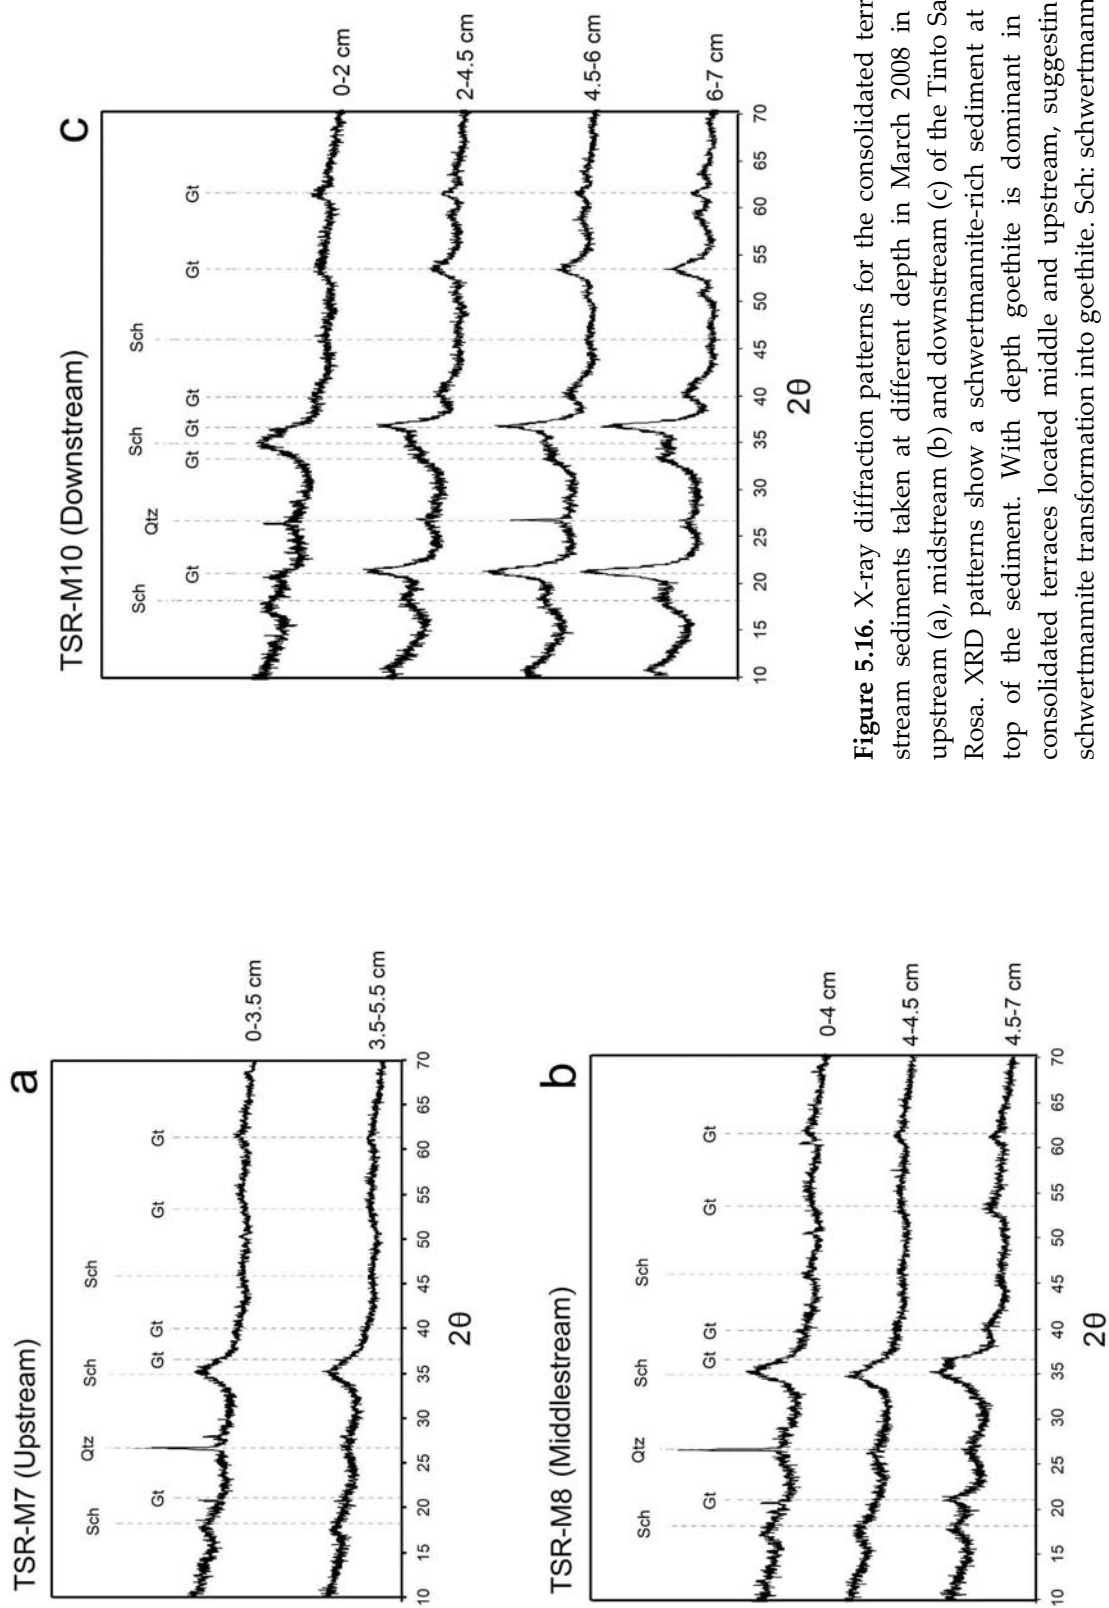 TSR-M7 (Upstream)
a
Sch
Gt
Qtz
Sch
Gt
Gt
Sch
Gt
Gt
0-3.5 cm
3.5-5.5 cm
10 15 20 25 30 35 40 45 50 55 60 65 70
2θ
TSR-M8 (Middlestream)
b
Sch
Gt
Qtz
Sch
Gt
Gt
Sch
Gt
Gt
0-4 cm
4-4.5 cm
4.5-7 cm
10 15 20 25 30 35 40 45 50 55 60 65 70
2θ
TSR-M10 (Downstream)
c
Sch
Gt
Qtz
Gt
Sch
Gt
Gt
Sch
Gt
Gt
0-2 cm
2-4.5 cm
4.5-6 cm
6-7 cm
10 15 20 25 30 35 40 45 50 55 60 65 70
2θ
Figure 5.16. X-ray diffraction patterns for the consolidated
stream sediments taken at different depth in March 2008 in
upstream (a), midstream (b) and downstream (c) of the Tinto
Rosa. XRD patterns show a schwertmannite-rich sediment at
top of the sediment. With depth goethite is dominant in
consolidated terraces located middle and upstream,
schwertmannite transformation into goethite. Sch: